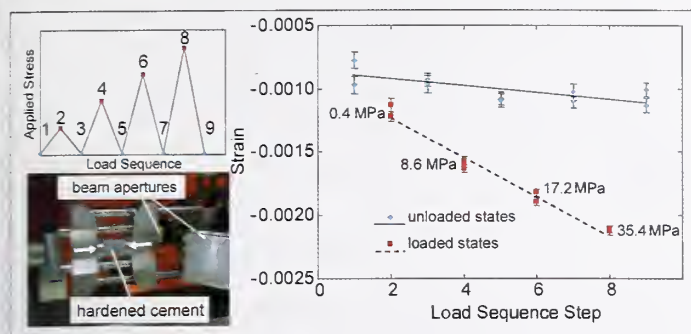 Applied Stress
1 2 3 4 5 6 7 8 9
Load Sequence
beam apertures
hardened cement
Strain
-0.0005
-0.0010
-0.0015
-0.0020
-0.0025
0.4 MPa
8.6 MPa
17.2 MPa
35.4 MPa
unloaded states
loaded states
0 2 4 6 8
Load Sequence Step